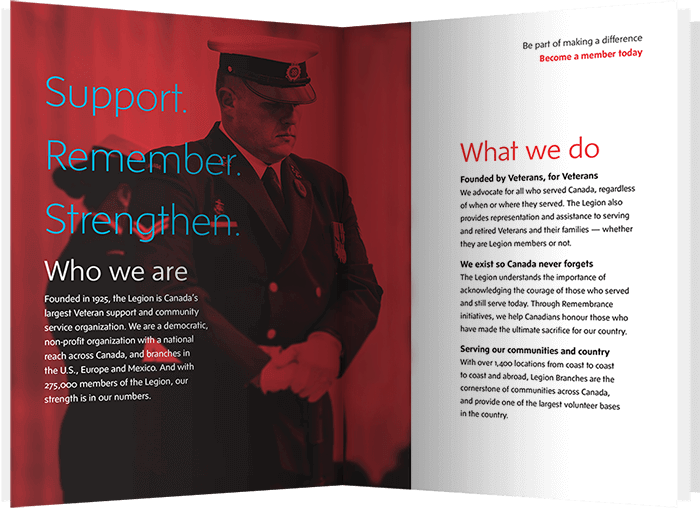 Support.
Remember.
Strengthen.
Who we are
Founded in 1925, the Legion is Canada's
largest Veteran support and community
service organization. We are a democratic,
non-profit organization with a national
reach across Canada, and branches in
the U.S., Europe and Mexico. And with
275,000 members of the Legion, our
strength is in our numbers.
Be part of making a difference
Become a member today
What we do
Founded by Veterans, for Veterans
We advocate for all who served Canada, regardless
of when or where they served. The Legion also
provides representation and assistance to serving
and retired Veterans and their families — whether
they are Legion members or not.
We exist so Canada never forgets
The Legion understands the importance of
acknowledging the courage of those who served
and still serve today. Through Remembrance
initiatives, we help Canadians honour those who
have made the ultimate sacrifice for our country.
Serving our communities and country
With over 1,400 locations from coast to coast
to coast and abroad, Legion Branches are the
cornerstone of communities across Canada,
and provide one of the largest volunteer bases
in the country.